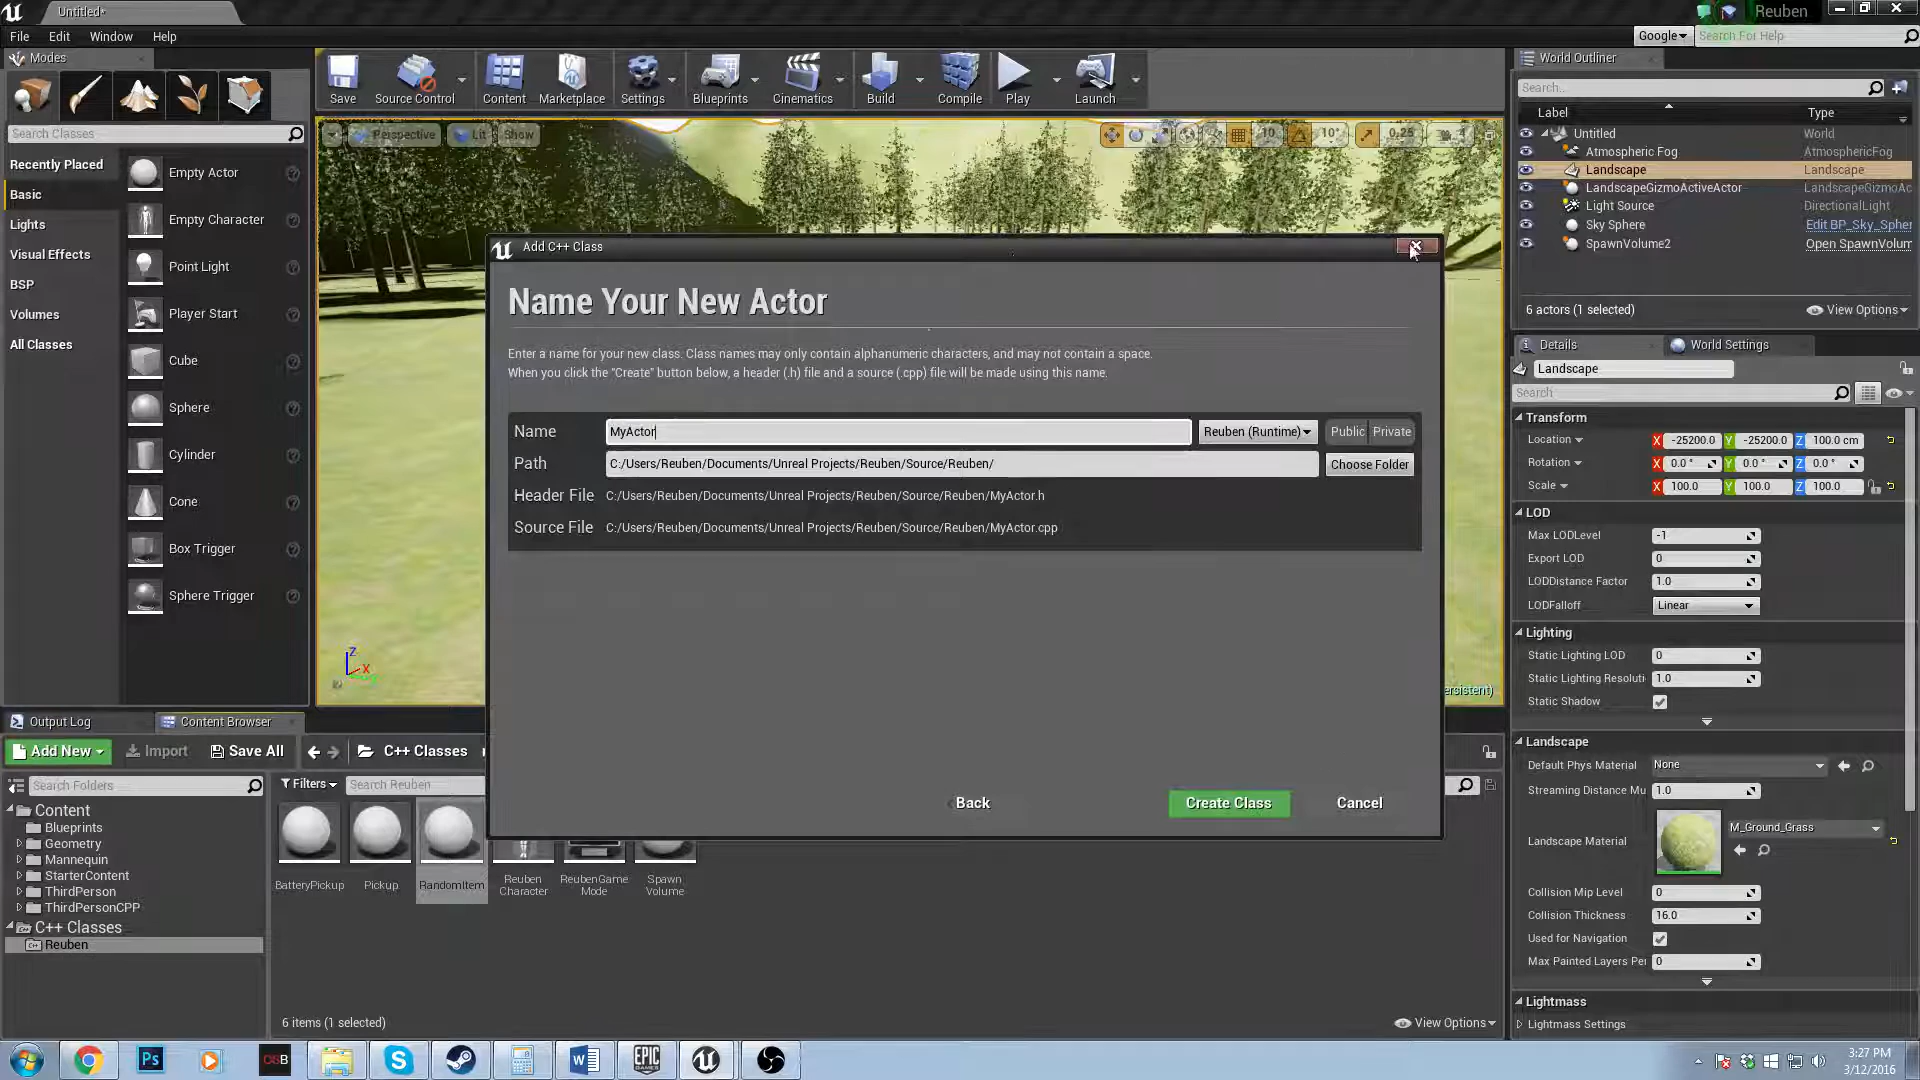 Untitled*
Reuben
File Edit Window Help
Google
Search For Help
Modes
Search Classes
Recently Placed
Basic
Lights
Visual Effects
BSP
Volumes
All Classes
Empty Actor
Empty Character
Point Light
Player Start
Cube
Sphere
Cylinder
Cone
Box Trigger
Sphere Trigger
Save Source Control Content Marketplace Settings Blueprints Cinematics Build Compile Play Launch
Perspective Lit Show
10 10° 0.25 4
ersistent)
Add C++ Class
Name Your New Actor
Enter a name for your new class. Class names may only contain alphanumeric characters, and may not contain a space.
When you click the "Create" button below, a header (.h) file and a source (.cpp) file will be made using this name.
Name MyActor Reuben (Runtime) Public Private
Path C:/Users/Reuben/Documents/Unreal Projects/Reuben/Source/Reuben/ Choose Folder
Header File C:/Users/Reuben/Documents/Unreal Projects/Reuben/Source/Reuben/MyActor.h
Source File C:/Users/Reuben/Documents/Unreal Projects/Reuben/Source/Reuben/MyActor.cpp
Back Create Class Cancel
World Outliner
Search...
Label Type
Untitled World
Atmospheric Fog AtmosphericFog
Landscape Landscape
LandscapeGizmoActiveActor LandscapeGizmoAc
Light Source DirectionalLight
Sky Sphere Edit BP_Sky_Spher
SpawnVolume2 Open SpawnVolum
6 actors (1 selected) View Options
Details World Settings
Landscape
Search
Transform
Location X -25200.0 Y -25200.0 Z 100.0 cm
Rotation X 0.0 ° Y 0.0 ° Z 0.0 °
Scale X 100.0 Y 100.0 Z 100.0
LOD
Max LODLevel -1
Export LOD 0
LODDistance Factor 1.0
LODFalloff Linear
Lighting
Static Lighting LOD 0
Static Lighting Resoluti 1.0
Static Shadow
Landscape
Default Phys Material None
Streaming Distance Mu 1.0
Landscape Material M_Ground_Grass
Collision Mip Level 0
Collision Thickness 16.0
Used for Navigation
Max Painted Layers Per 0
Lightmass
Lightmass Settings
Output Log Content Browser
Add New Import Save All C++ Classes
Search Folders
Content
Blueprints
Geometry
Mannequin
StarterContent
ThirdPerson
ThirdPersonCPP
C++ Classes
Reuben
Filters Search Reuben
BatteryPickup Pickup RandomItem Reuben Character ReubenGame Mode Spawn Volume
6 items (1 selected) View Options
3:27 PM
3/12/2016